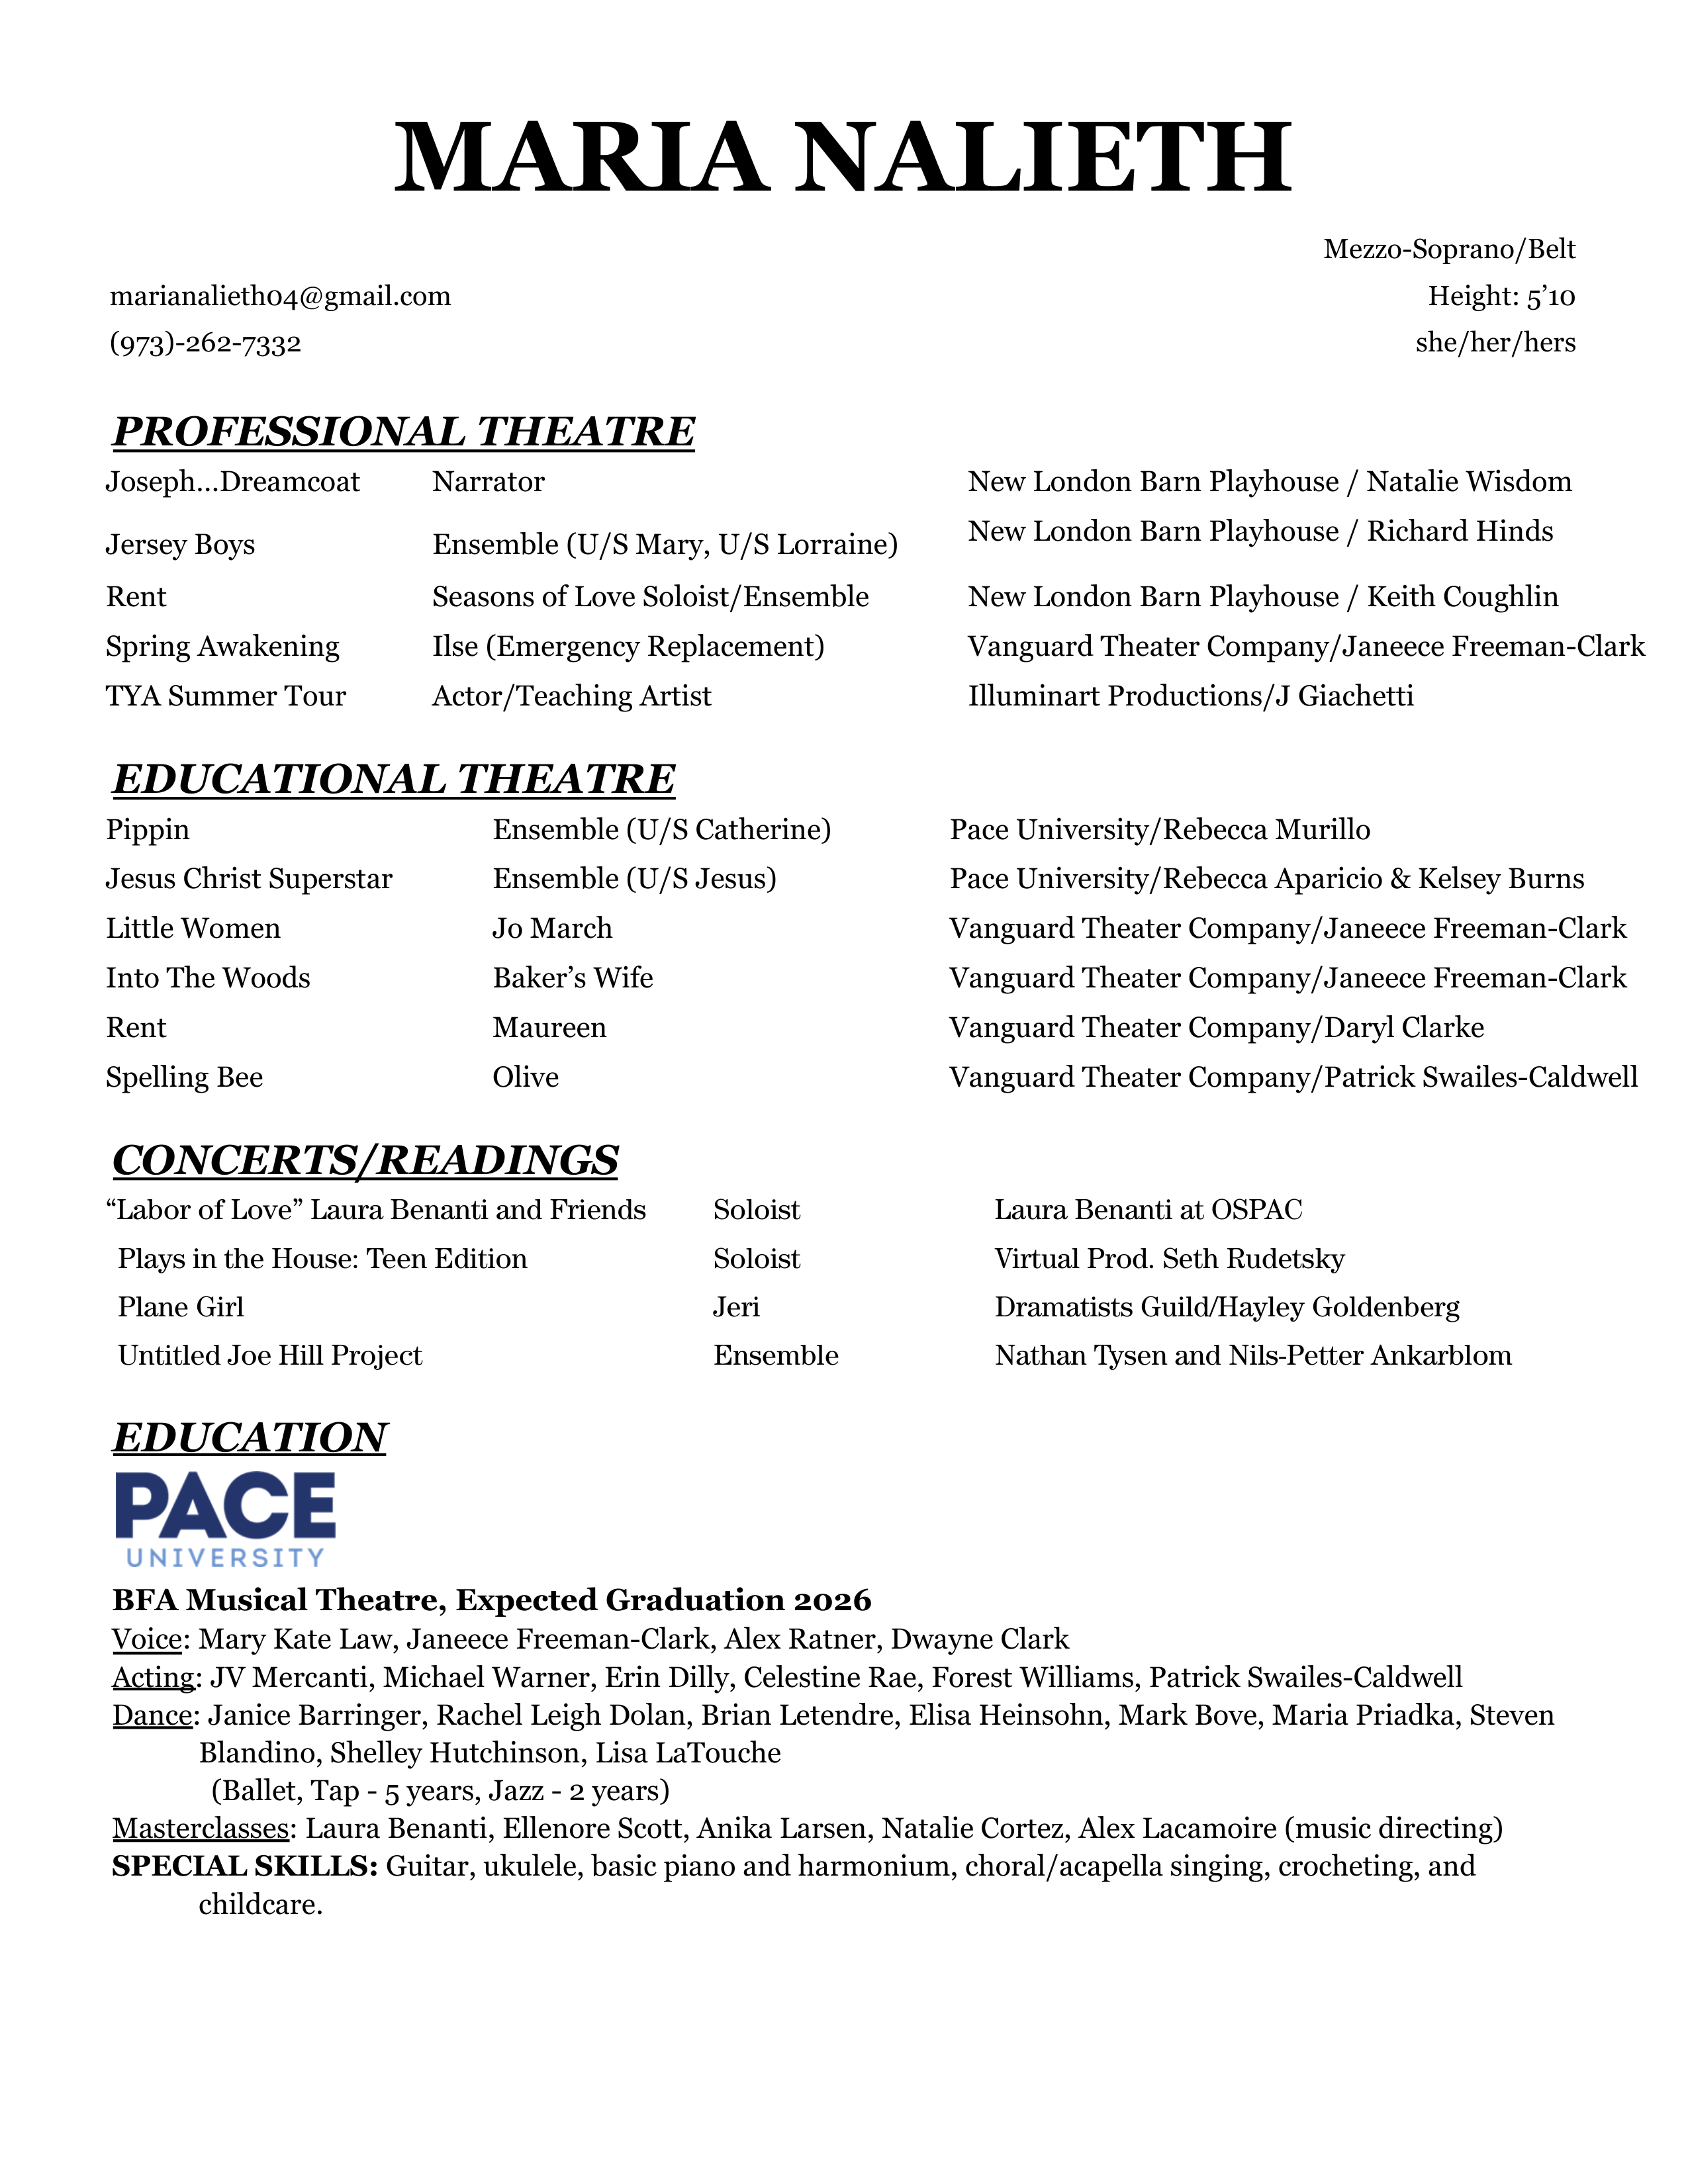 MARIA NALIETH
Mezzo-Soprano/Belt
marianalieth04@gmail.com Height: 5’10
(973)-262-7332 she/her/hers
PROFESSIONAL THEATRE
Joseph...Dreamcoat Narrator New London Barn Playhouse / Natalie Wisdom
Jersey Boys Ensemble (U/S Mary, U/S Lorraine) New London Barn Playhouse / Richard Hinds
Rent Seasons of Love Soloist/Ensemble New London Barn Playhouse / Keith Coughlin
Spring Awakening Ilse (Emergency Replacement) Vanguard Theater Company/Janeece Freeman-Clark
TYA Summer Tour Actor/Teaching Artist Illuminart Productions/J Giachetti
EDUCATIONAL THEATRE
Pippin Ensemble (U/S Catherine) Pace University/Rebecca Murillo
Jesus Christ Superstar Ensemble (U/S Jesus) Pace University/Rebecca Aparicio & Kelsey Burns
Little Women Jo March Vanguard Theater Company/Janeece Freeman-Clark
Into The Woods Baker’s Wife Vanguard Theater Company/Janeece Freeman-Clark
Rent Maureen Vanguard Theater Company/Daryl Clarke
Spelling Bee Olive Vanguard Theater Company/Patrick Swailes-Caldwell
CONCERTS/READINGS
“Labor of Love” Laura Benanti and Friends Soloist Laura Benanti at OSPAC
Plays in the House: Teen Edition Soloist Virtual Prod. Seth Rudetsky
Plane Girl Jeri Dramatists Guild/Hayley Goldenberg
Untitled Joe Hill Project Ensemble Nathan Tysen and Nils-Petter Ankarblom
EDUCATION
PACE
UNIVERSITY
BFA Musical Theatre, Expected Graduation 2026
Voice: Mary Kate Law, Janeece Freeman-Clark, Alex Ratner, Dwayne Clark
Acting: JV Mercanti, Michael Warner, Erin Dilly, Celestine Rae, Forest Williams, Patrick Swailes-Caldwell
Dance: Janice Barringer, Rachel Leigh Dolan, Brian Letendre, Elisa Heinsohn, Mark Bove, Maria Priadka, Steven
Blandino, Shelley Hutchinson, Lisa LaTouche
(Ballet, Tap - 5 years, Jazz - 2 years)
Masterclasses: Laura Benanti, Ellenore Scott, Anika Larsen, Natalie Cortez, Alex Lacamoire (music directing)
SPECIAL SKILLS: Guitar, ukulele, basic piano and harmonium, choral/acapella singing, crocheting, and
childcare.